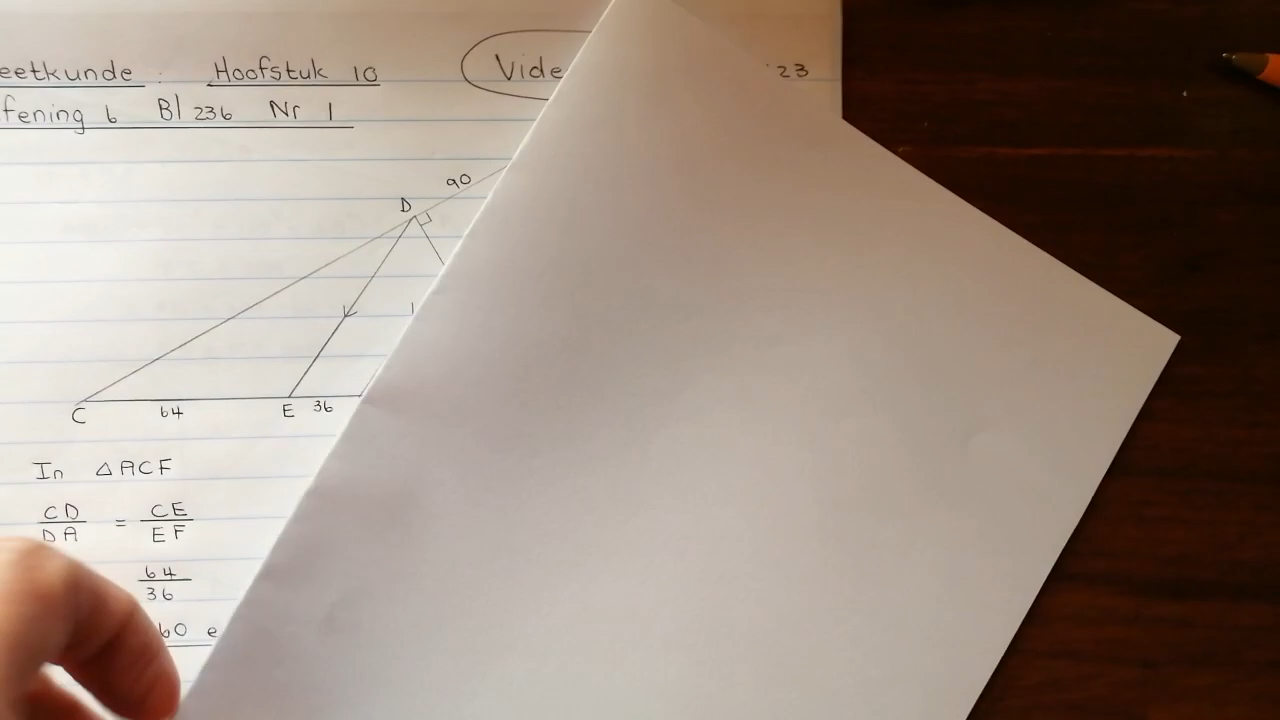 eetkunde : Hoofstuk 10
Vide
'23
fening 6 Bl 236 Nr 1
90
D
C
64
E
36
In △ACF
CD/DA = CE/EF
64/36
60 e